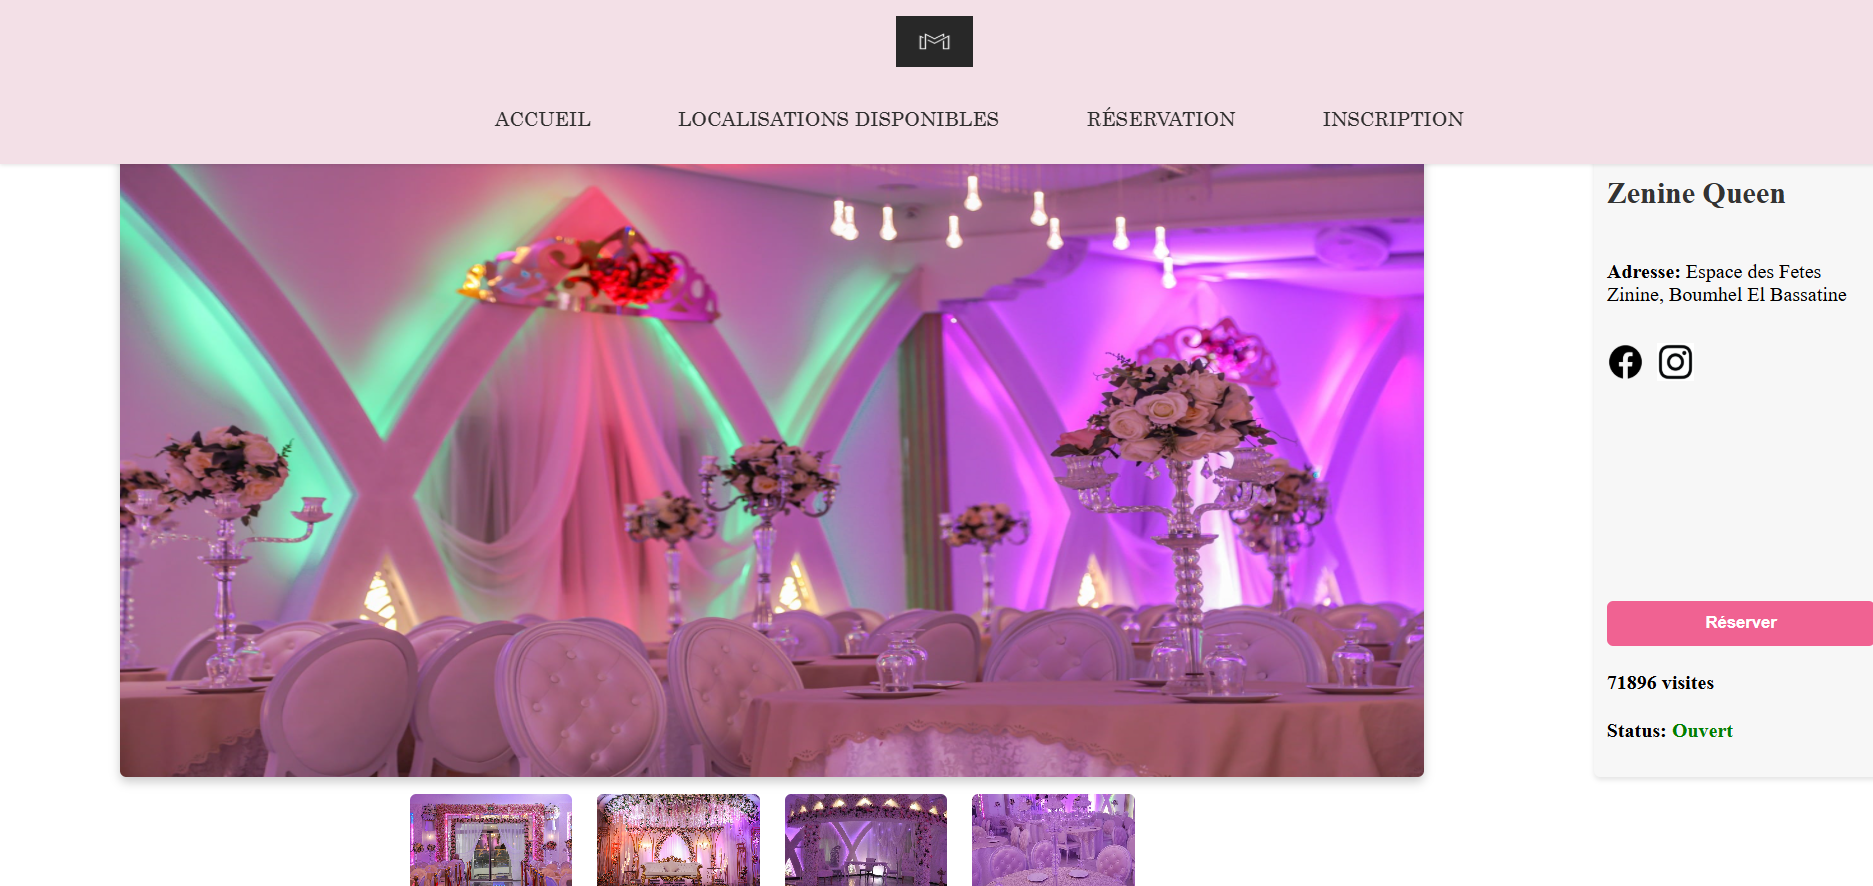 ACCUEIL
LOCALISATIONS DISPONIBLES
RÉSERVATION
INSCRIPTION
Zenine Queen
Adresse: Espace des Fetes
Zinine, Boumhel El Bassatine
Réserver
71896 visites
Status: Ouvert